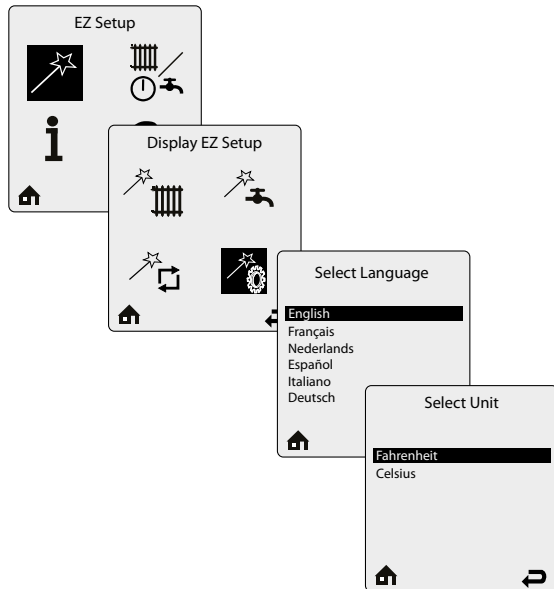 EZ Setup
Display EZ Setup
Select Language
English
Français
Nederlands
Español
Italiano
Deutsch
Select Unit
Fahrenheit
Celsius